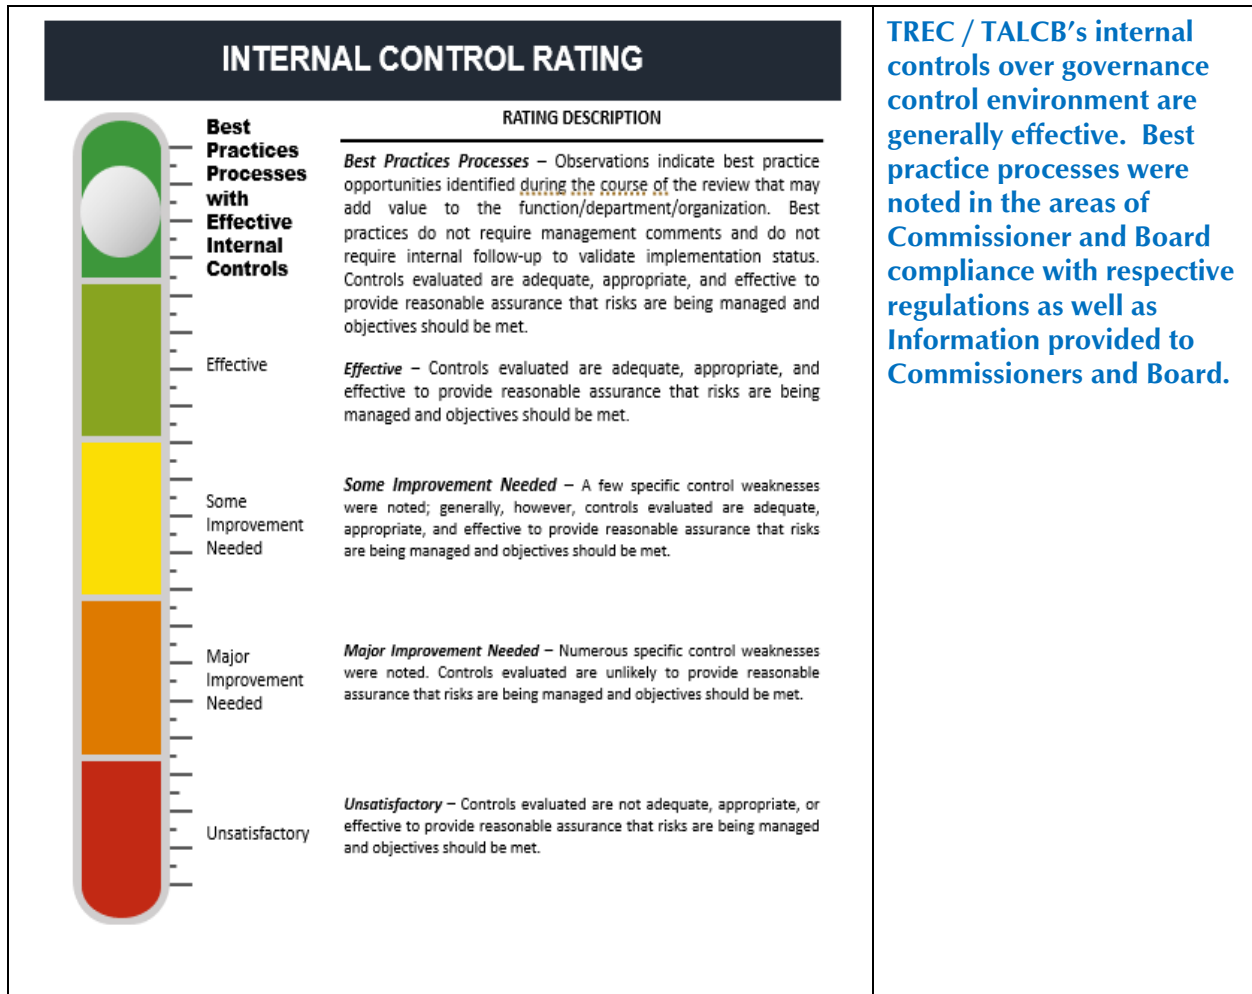 INTERNAL CONTROL RATING
Best
Practices
Processes
with
Effective
Internal
Controls
Effective
Some
Improvement
Needed
Major
Improvement
Needed
Unsatisfactory
RATING DESCRIPTION
Best Practices Processes – Observations indicate best practice
opportunities identified during the course of the review that may
add value to the function/department/organization. Best
practices do not require management comments and do not
require internal follow-up to validate implementation status.
Controls evaluated are adequate, appropriate, and effective to
provide reasonable assurance that risks are being managed and
objectives should be met.
Effective – Controls evaluated are adequate, appropriate, and
effective to provide reasonable assurance that risks are being
managed and objectives should be met.
Some Improvement Needed – A few specific control weaknesses
were noted; generally, however, controls evaluated are adequate,
appropriate, and effective to provide reasonable assurance that risks
are being managed and objectives should be met.
Major Improvement Needed – Numerous specific control weaknesses
were noted. Controls evaluated are unlikely to provide reasonable
assurance that risks are being managed and objectives should be met.
Unsatisfactory – Controls evaluated are not adequate, appropriate, or
effective to provide reasonable assurance that risks are being managed
and objectives should be met.
TREC / TALCB’s internal
controls over governance
control environment are
generally effective.  Best
practice processes were
noted in the areas of
Commissioner and Board
compliance with respective
regulations as well as
Information provided to
Commissioners and Board.